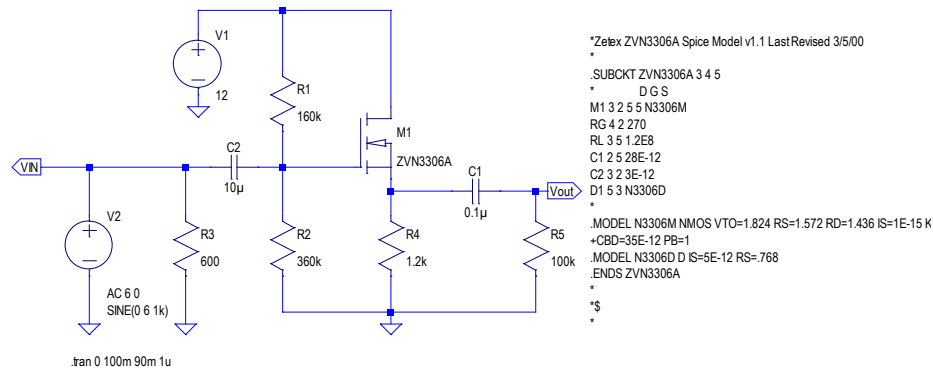 V1
12
R1
160k
M1
ZVN3306A
VIN
C2
10µ
C1
0.1µ
Vout
V2
AC 6 0
SINE(0 6 1k)
R3
600
R2
360k
R4
1.2k
R5
100k
.tran 0 100m 90m 1u
*Zetex ZVN3306A Spice Model v1.1 Last Revised 3/5/00
*
.SUBCKT ZVN3306A 3 4 5
* D G S
M1 3 2 5 5 N3306M
RG 4 2 270
RL 3 5 1.2E8
C1 2 5 28E-12
C2 3 2 3E-12
D1 5 3 N3306D
*
.MODEL N3306M NMOS VTO=1.824 RS=1.572 RD=1.436 IS=1E-15 K
+CBD=35E-12 PB=1
.MODEL N3306D D IS=5E-12 RS=.768
.ENDS ZVN3306A
*
*$
*